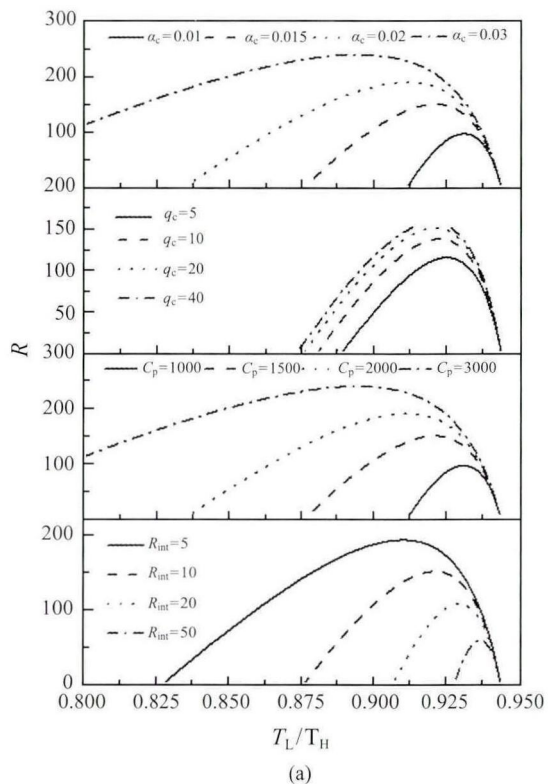 300
α_c=0.01 α_c=0.015 α_c=0.02 α_c=0.03
200
100
200
q_c=5
150
q_c=10
100
q_c=20
50
q_c=40
R
300
C_p=1000 C_p=1500 C_p=2000 C_p=3000
200
100
0
200
R_int=5
R_int=10
100
R_int=20
R_int=50
0
0.800 0.825 0.850 0.875 0.900 0.925 0.950
T_L/T_H
(a)